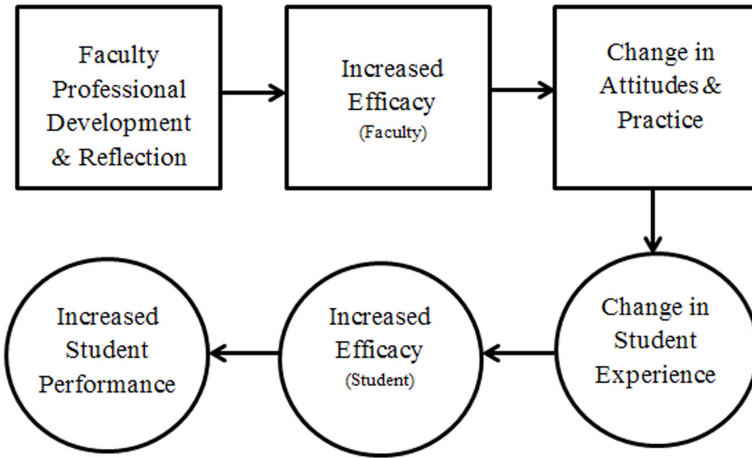 Faculty
Professional
Development
& Reflection
Increased
Efficacy
(Faculty)
Change in
Attitudes &
Practice
Change in
Student
Experience
Increased
Efficacy
(Student)
Increased
Student
Performance